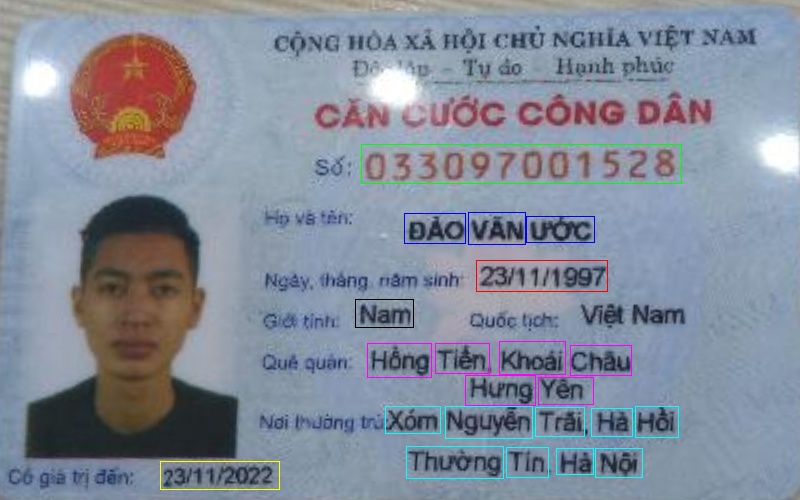 CỘNG HÒA XÃ HỘI CHỦ NGHĨA VIỆT NAM
Độc lập - Tự do - Hạnh phúc
CĂN CƯỚC CÔNG DÂN
Số: 033097001528
Họ và tên:
ĐÀO VĂN ƯỚC
Ngày, tháng, năm sinh: 23/11/1997
Giới tính: Nam Quốc tịch: Việt Nam
Quê quán: Hồng Tiến, Khoái Châu
Hưng Yên
Nơi thường trú: Xóm Nguyễn Trãi, Hà Hồi
Thường Tín, Hà Nội
Có giá trị đến: 23/11/2022